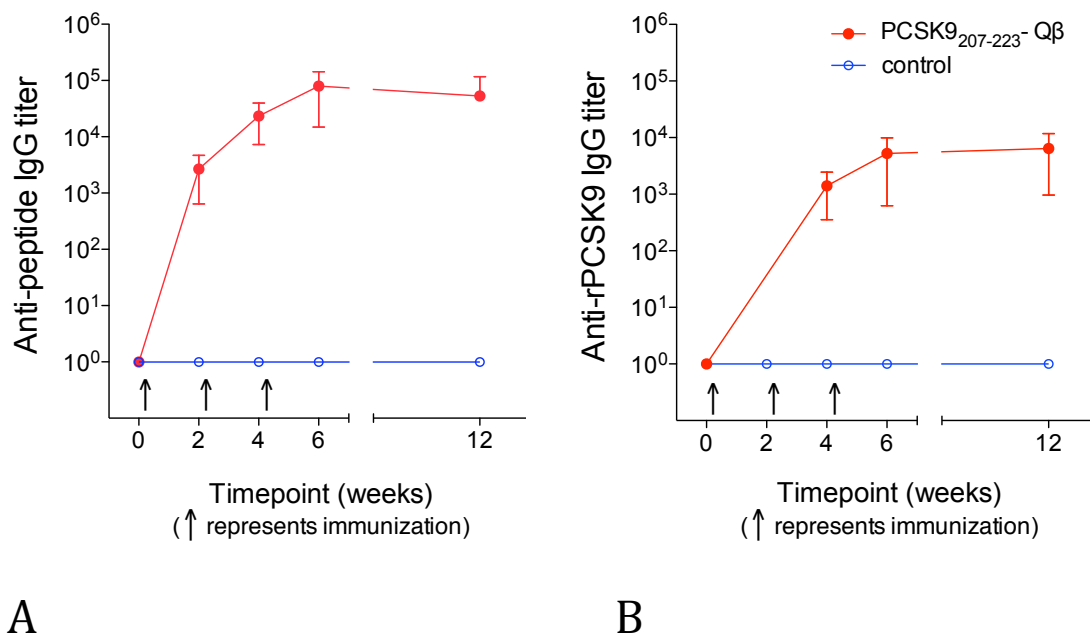 Anti-peptide IgG titer
10^6
10^5
10^4
10^3
10^2
10^1
10^0
0 2 4 6 12
Timepoint (weeks)
(↑ represents immunization)
A
Anti-rPCSK9 IgG titer
10^6
10^5
10^4
10^3
10^2
10^1
10^0
PCSK9207-223- Qβ
control
0 2 4 6 12
Timepoint (weeks)
(↑ represents immunization)
B